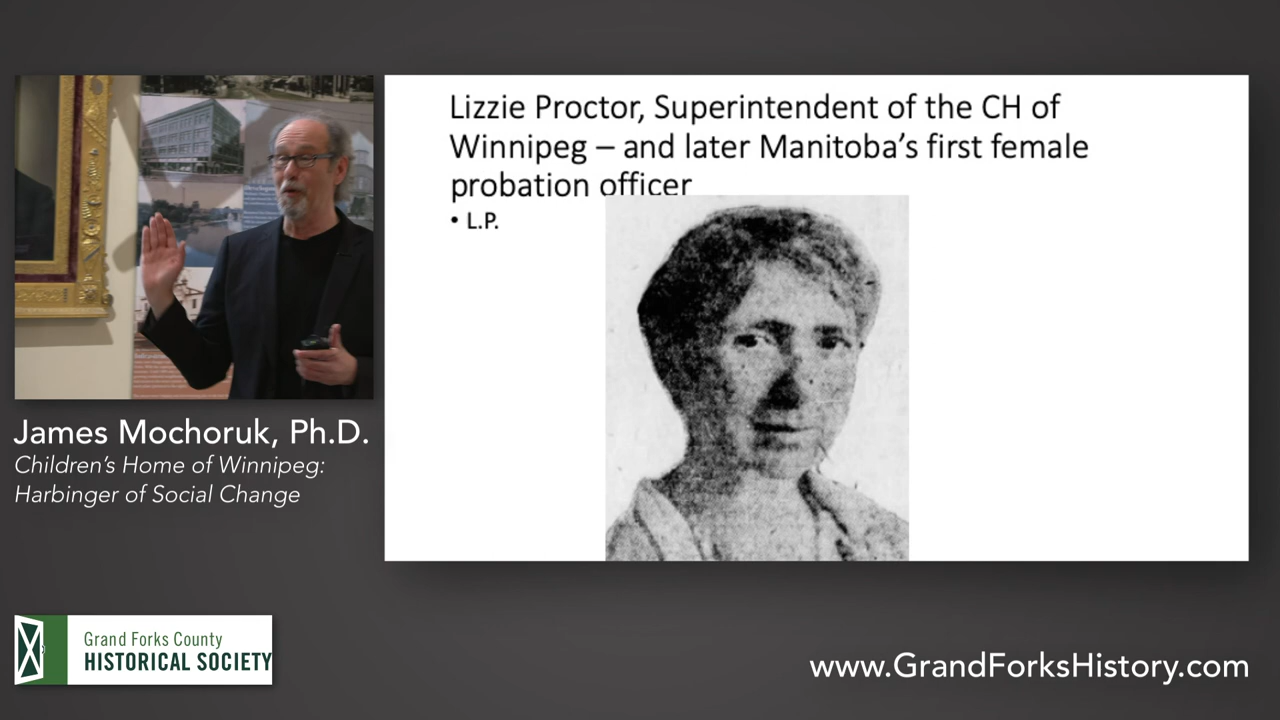 Lizzie Proctor, Superintendent of the CH of
Winnipeg – and later Manitoba's first female
probation officer
• L.P.
James Mochoruk, Ph.D.
Children's Home of Winnipeg:
Harbinger of Social Change
Grand Forks County
HISTORICAL SOCIETY
www.GrandForksHistory.com